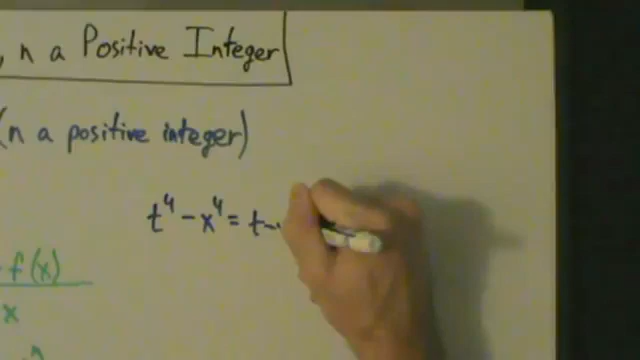 , n a Positive Integer
(n a positive integer)
t⁴ - x⁴ = t-
f(x)
x
n